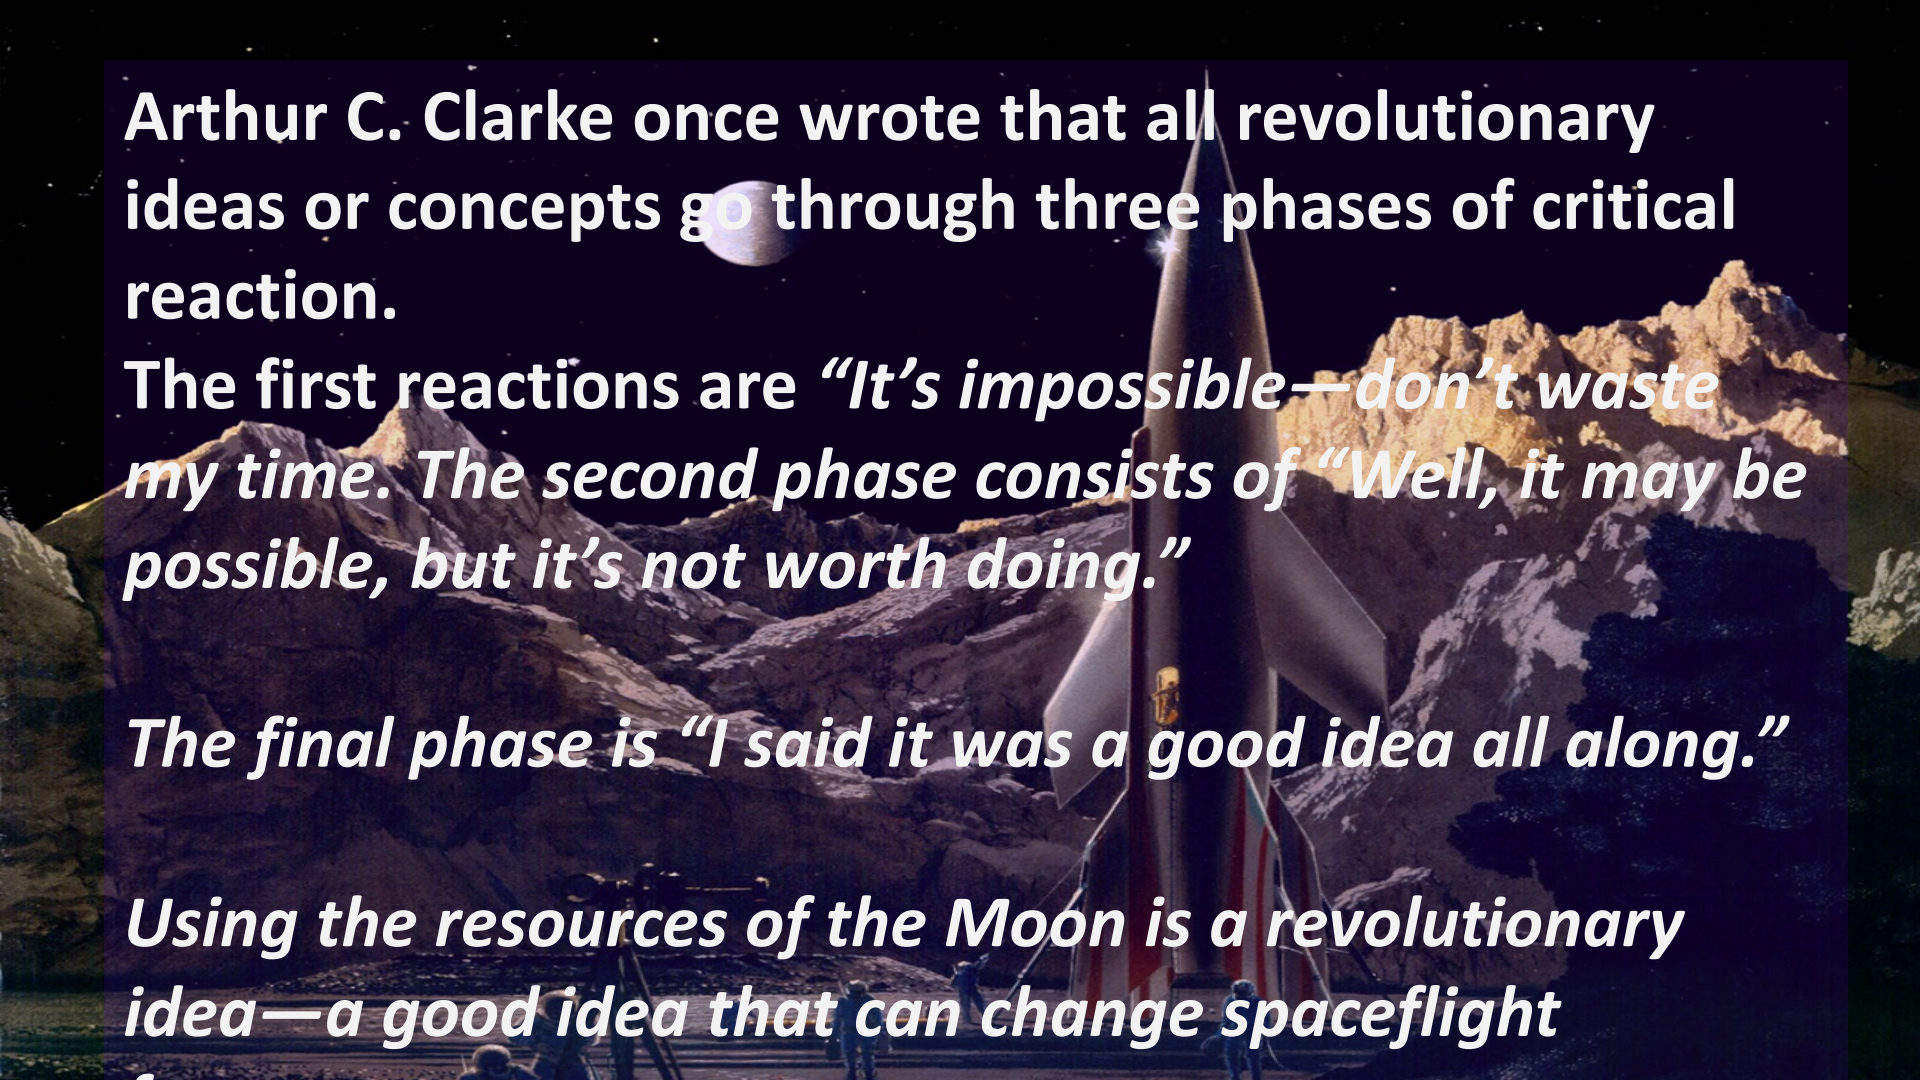 Arthur C. Clarke once wrote that all revolutionary
ideas or concepts go through three phases of critical
reaction.
The first reactions are “It’s impossible—don’t waste
my time. The second phase consists of “Well, it may be
possible, but it’s not worth doing.”
The final phase is “I said it was a good idea all along.”
Using the resources of the Moon is a revolutionary
idea—a good idea that can change spaceflight